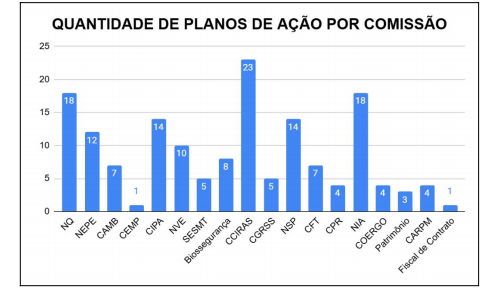 QUANTIDADE DE PLANOS DE AÇÃO POR COMISSÃO
25
20
15
10
5
0
18
12
7
1
14
10
5
8
23
5
14
7
4
18
4
3
4
1
NQ
NEPE
CAMB
CEMP
CIPA
NVE
SESMT
Biossegurança
CCIRAS
CGRSS
NSP
CFT
CPR
NIA
COERGO
Patrimônio
CARPM
Fiscal de Contrato